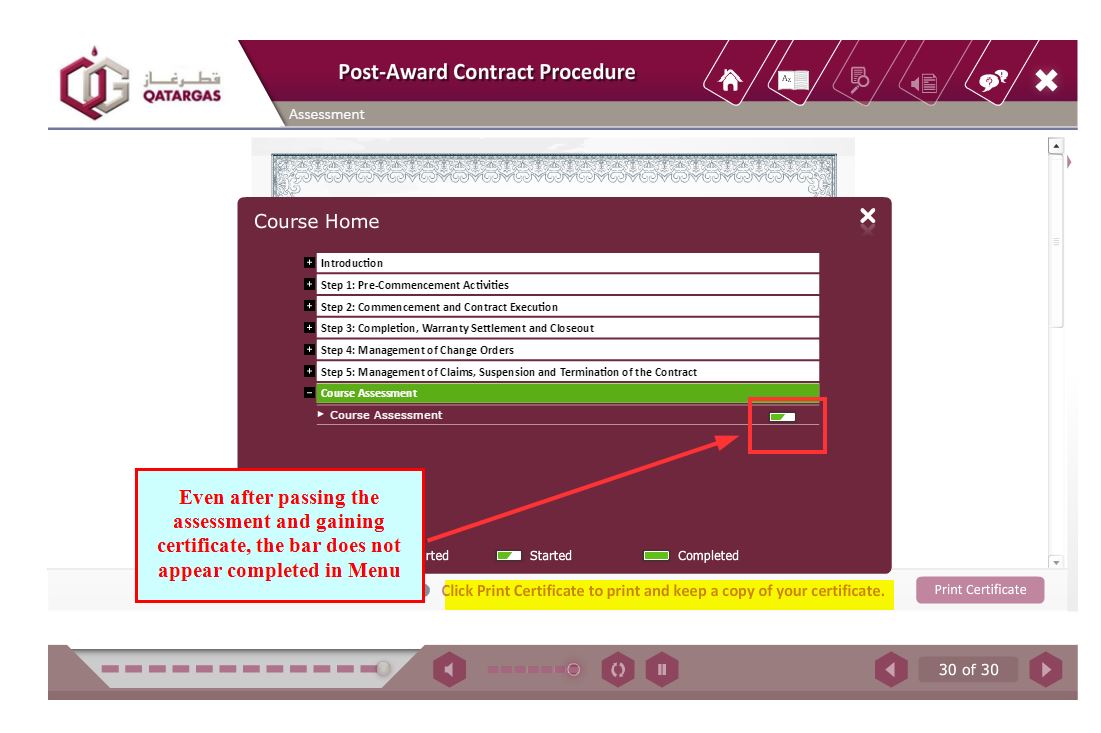 قطرغاز
QATARGAS
Post-Award Contract Procedure
Az
Assessment
Course Home
Introduction
Step 1: Pre-Commencement Activities
Step 2: Commencement and Contract Execution
Step 3: Completion, Warranty Settlement and Closeout
Step 4: Management of Change Orders
Step 5: Management of Claims, Suspension and Termination of the Contract
Course Assessment
Course Assessment
Even after passing the
assessment and gaining
certificate, the bar does not
appear completed in Menu
Started
Completed
Click Print Certificate to print and keep a copy of your certificate.
Print Certificate
30 of 30